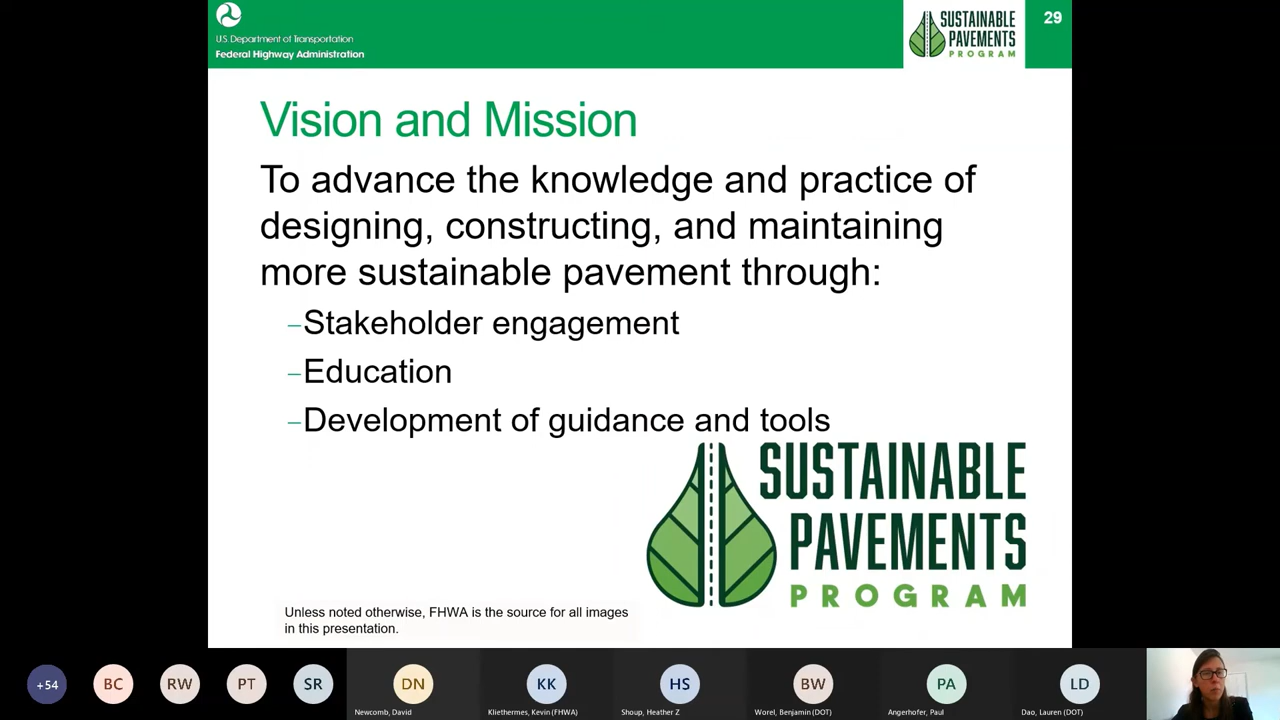 U.S. Department of Transportation
Federal Highway Administration
SUSTAINABLE
PAVEMENTS
PROGRAM
29
Vision and Mission
To advance the knowledge and practice of
designing, constructing, and maintaining
more sustainable pavement through:
–Stakeholder engagement
–Education
–Development of guidance and tools
SUSTAINABLE
PAVEMENTS
PROGRAM
Unless noted otherwise, FHWA is the source for all images
in this presentation.
+54
BC
RW
PT
SR
DN
KK
HS
BW
PA
LD
Newcomb, David
Kliethermes, Kevin (FHWA)
Shoup, Heather Z
Worel, Benjamin (DOT)
Angerhofer, Paul
Dao, Lauren (DOT)